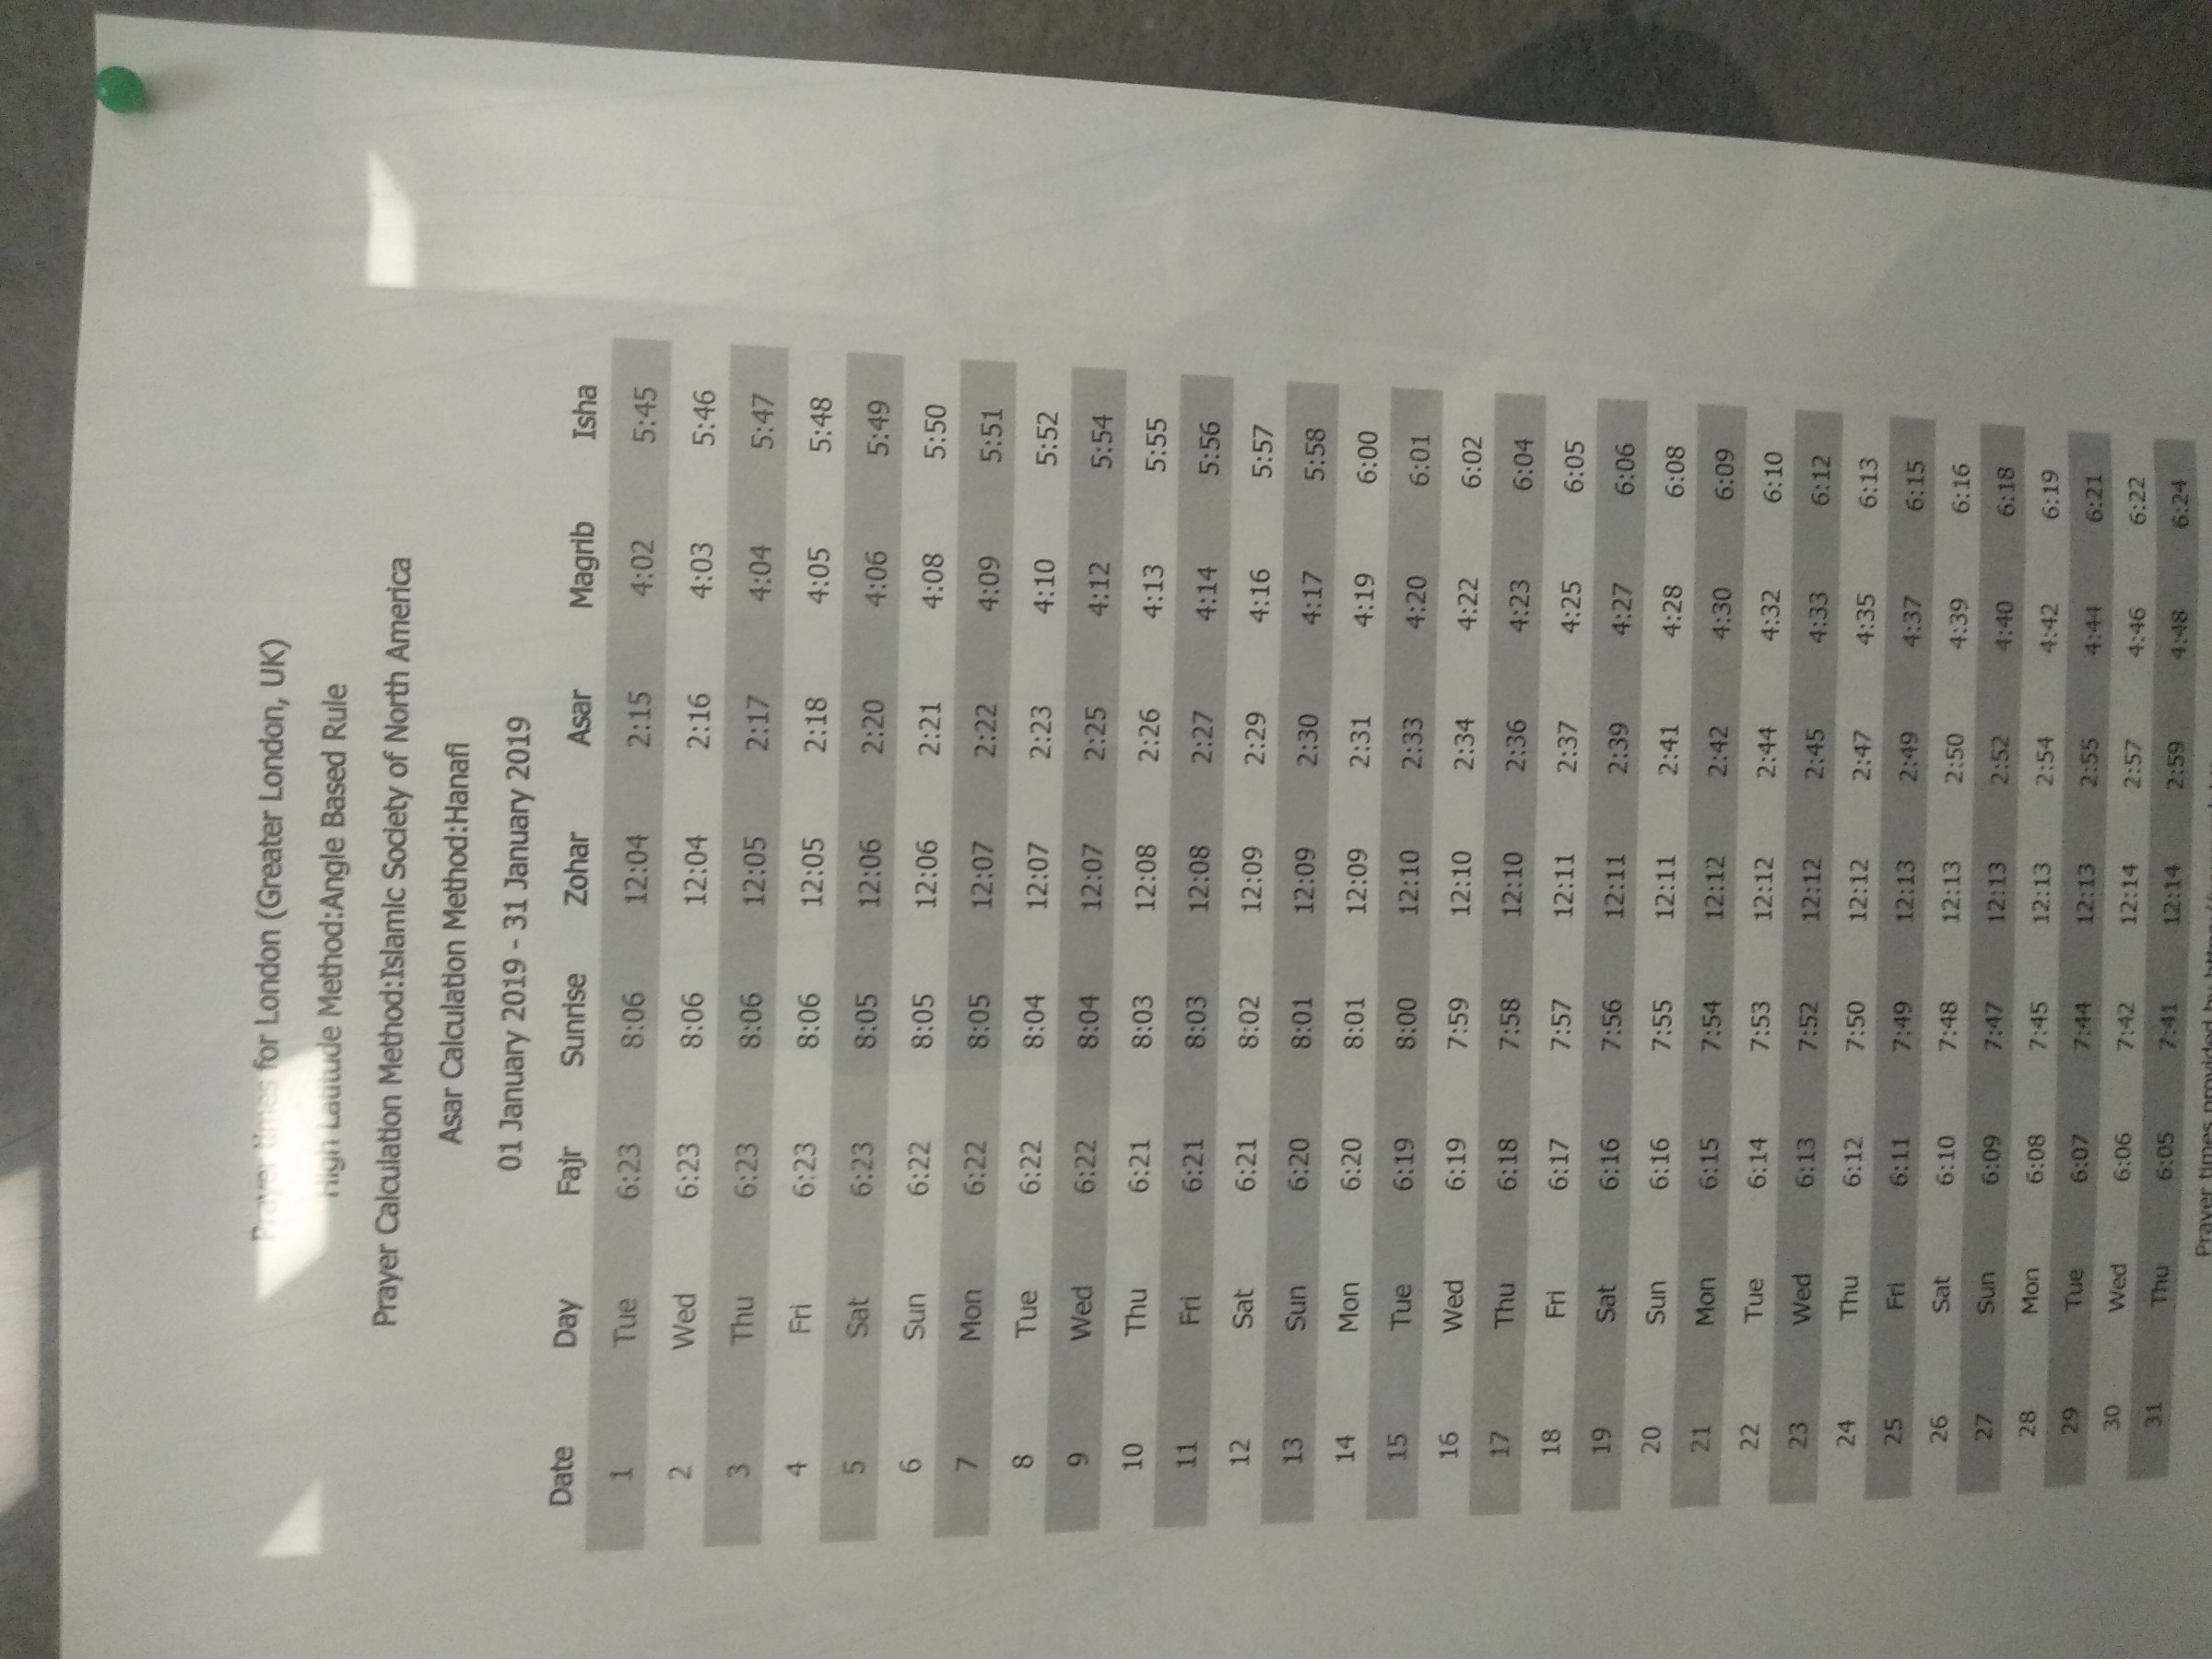 Prayer times for London (Greater London, UK)
High Latitude Method:Angle Based Rule
Prayer Calculation Method:Islamic Society of North America
Asar Calculation Method:Hanafi
01 January 2019 - 31 January 2019
Date Day Fajr Sunrise Zohar Asar Magrib Isha
1 Tue 6:23 8:06 12:04 2:15 4:02 5:45
2 Wed 6:23 8:06 12:04 2:16 4:03 5:46
3 Thu 6:23 8:06 12:05 2:17 4:04 5:47
4 Fri 6:23 8:06 12:05 2:18 4:05 5:48
5 Sat 6:23 8:05 12:06 2:20 4:06 5:49
6 Sun 6:22 8:05 12:06 2:21 4:08 5:50
7 Mon 6:22 8:05 12:07 2:22 4:09 5:51
8 Tue 6:22 8:04 12:07 2:23 4:10 5:52
9 Wed 6:22 8:04 12:07 2:25 4:12 5:54
10 Thu 6:21 8:03 12:08 2:26 4:13 5:55
11 Fri 6:21 8:03 12:08 2:27 4:14 5:56
12 Sat 6:21 8:02 12:09 2:29 4:16 5:57
13 Sun 6:20 8:01 12:09 2:30 4:17 5:58
14 Mon 6:20 8:01 12:09 2:31 4:19 6:00
15 Tue 6:19 8:00 12:10 2:33 4:20 6:01
16 Wed 6:19 7:59 12:10 2:34 4:22 6:02
17 Thu 6:18 7:58 12:10 2:36 4:23 6:04
18 Fri 6:17 7:57 12:11 2:37 4:25 6:05
19 Sat 6:16 7:56 12:11 2:39 4:27 6:06
20 Sun 6:16 7:55 12:11 2:41 4:28 6:08
21 Mon 6:15 7:54 12:12 2:42 4:30 6:09
22 Tue 6:14 7:53 12:12 2:44 4:32 6:10
23 Wed 6:13 7:52 12:12 2:45 4:33 6:12
24 Thu 6:12 7:50 12:12 2:47 4:35 6:13
25 Fri 6:11 7:49 12:13 2:49 4:37 6:15
26 Sat 6:10 7:48 12:13 2:50 4:39 6:16
27 Sun 6:09 7:47 12:13 2:52 4:40 6:18
28 Mon 6:08 7:45 12:13 2:54 4:42 6:19
29 Tue 6:07 7:44 12:13 2:55 4:44 6:21
30 Wed 6:06 7:42 12:14 2:57 4:46 6:22
31 Thu 6:05 7:41 12:14 2:59 4:48 6:24
Prayer times provided by